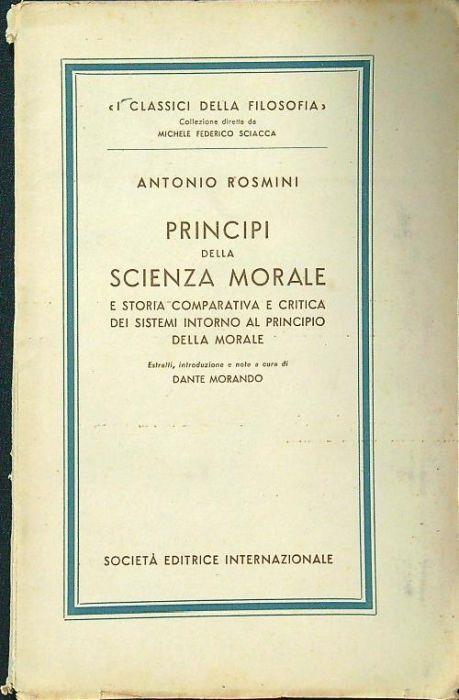 «I CLASSICI DELLA FILOSOFIA»
Collezione diretta da
MICHELE FEDERICO SCIACCA
ANTONIO ROSMINI
PRINCIPI
DELLA
SCIENZA MORALE
E STORIA COMPARATIVA E CRITICA
DEI SISTEMI INTORNO AL PRINCIPIO
DELLA MORALE
Estratti, introduzione e note a cura di
DANTE MORANDO
SOCIETÀ EDITRICE INTERNAZIONALE